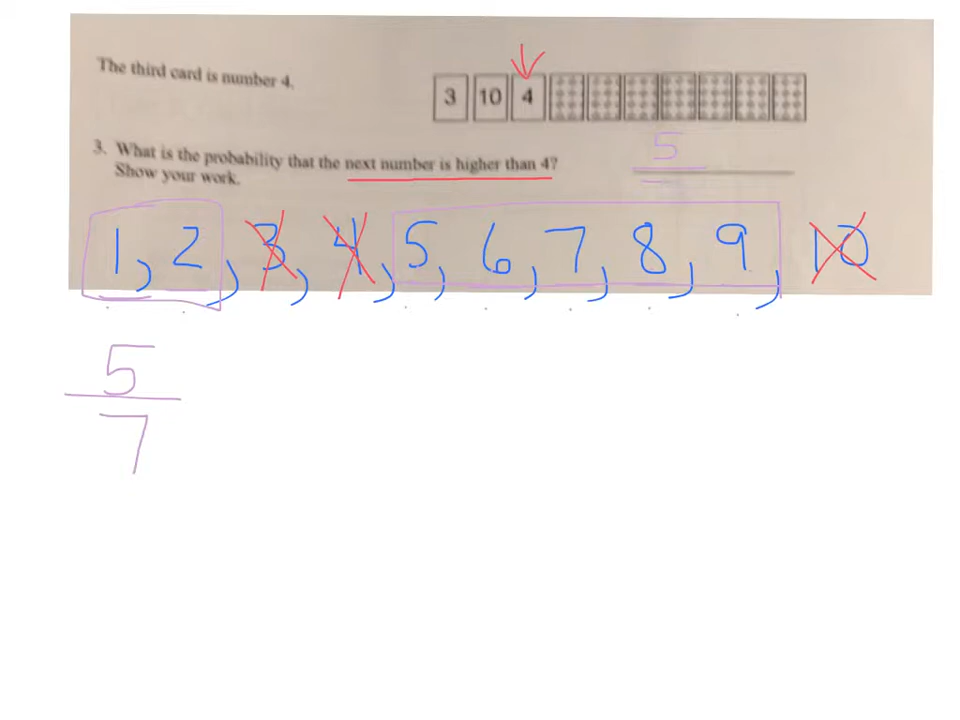 The third card is number 4.
3 10 4
3. What is the probability that the next number is higher than 4?
Show your work.
5
1, 2, 3, 4, 5, 6, 7, 8, 9, 10
5
7